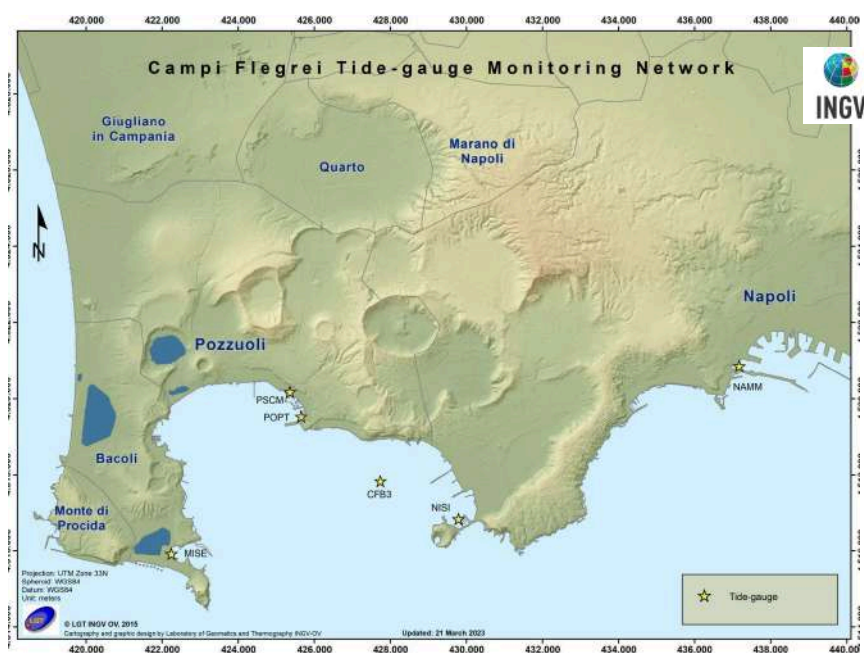 420.000 422.000 424.000 426.000 428.000 430.000 432.000 434.000 436.000 438.000 440.000
Campi Flegrei Tide-gauge Monitoring Network
INGV
Giugliano
in Campania
Marano di
Napoli
Quarto
N
Napoli
Pozzuoli
NAMM
PSCM
POPT
Bacoli
CFB3
NISI
Monte di
Procida
MISE
Projection: UTM Zone 33N
Spheroid: WGS84
Datum: WGS84
Unit: meters
Tide-gauge
© LGT INGV OV, 2015
Cartography and graphic design by Laboratory of Geomatics and Thermography INGV-OV
Updated: 21 March 2023
420.000 422.000 424.000 426.000 428.000 430.000 432.000 434.000 436.000 438.000 440.000